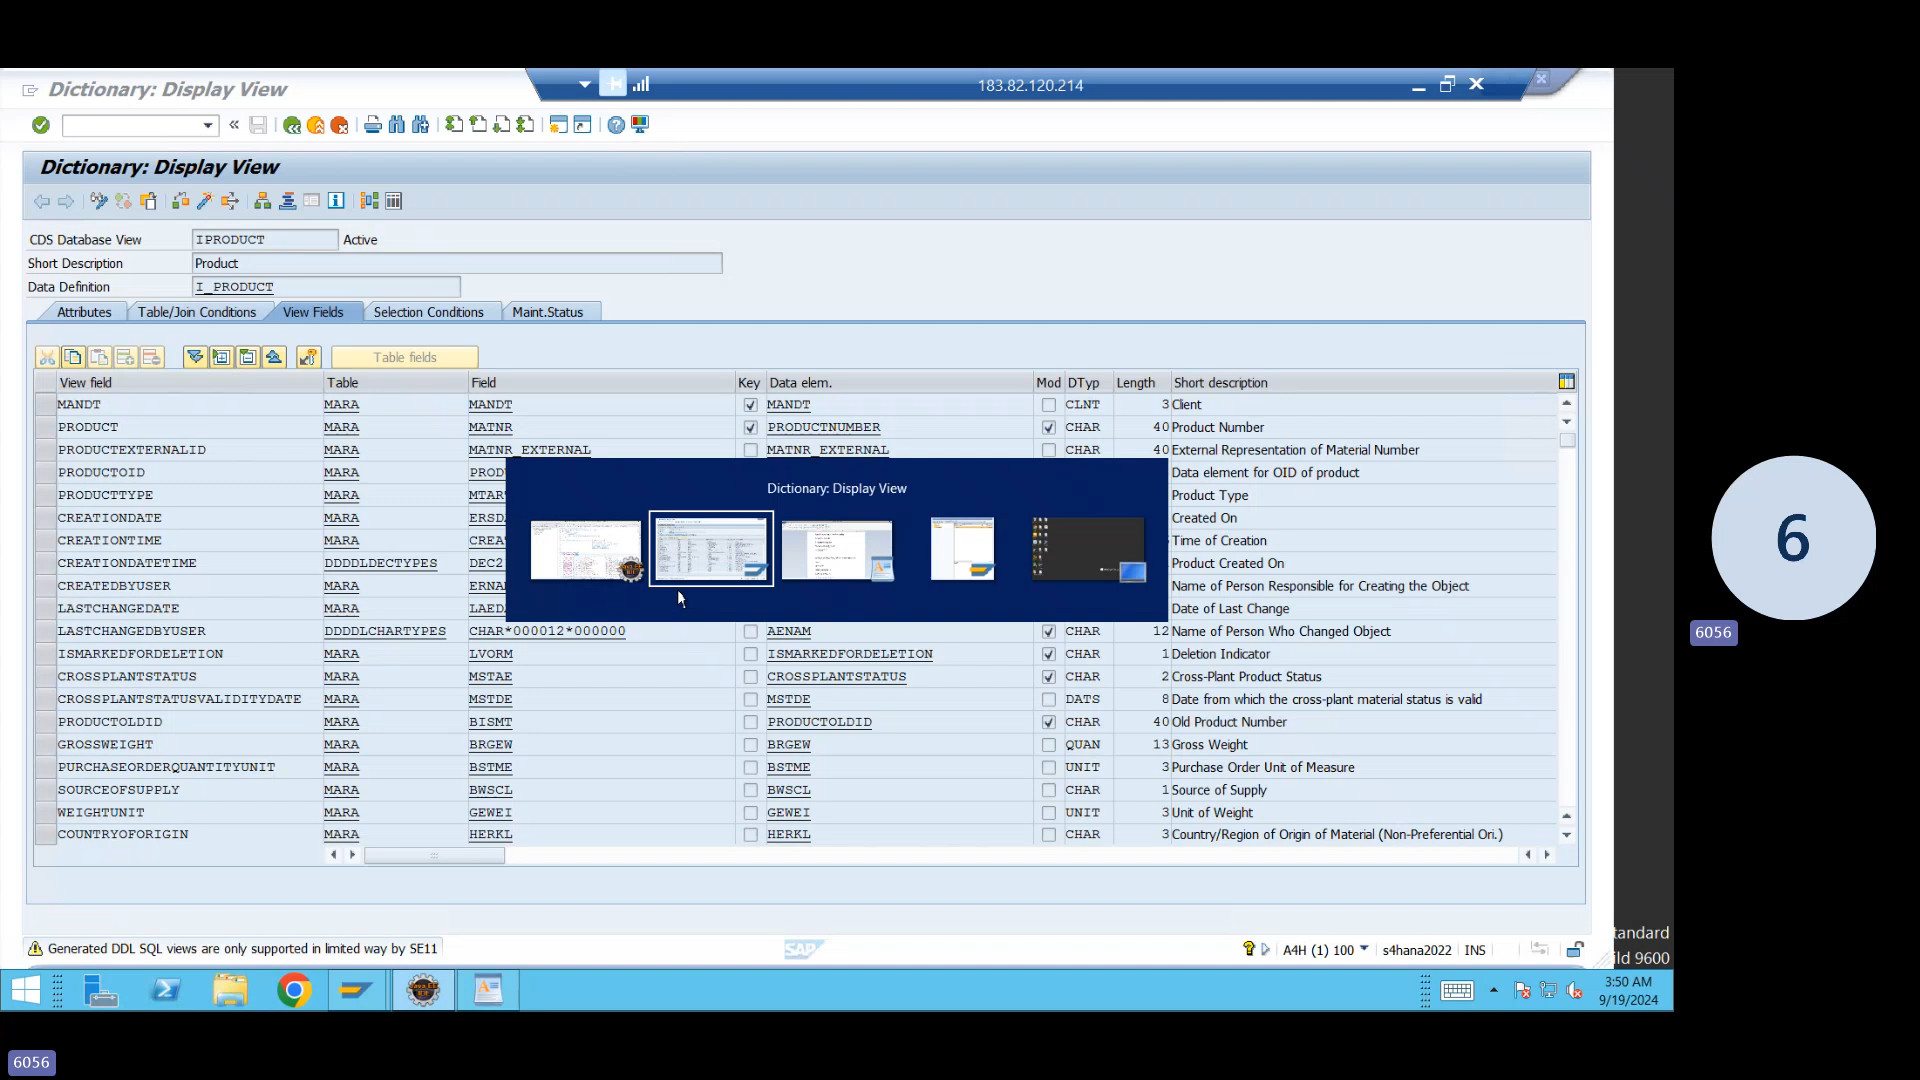 Dictionary: Display View
183.82.120.214
Dictionary: Display View
CDS Database View IPRODUCT Active
Short Description Product
Data Definition I_PRODUCT
Attributes Table/Join Conditions View Fields Selection Conditions Maint.Status
Table fields
View field Table Field Key Data elem. Mod DTyp Length Short description
MANDT MARA MANDT MANDT CLNT 3 Client
PRODUCT MARA MATNR PRODUCTNUMBER CHAR 40 Product Number
PRODUCTEXTERNALID MARA MATNR_EXTERNAL MATNR_EXTERNAL CHAR 40 External Representation of Material Number
PRODUCTOID MARA PROD Data element for OID of product
Dictionary: Display View
PRODUCTTYPE MARA MTAR Product Type
CREATIONDATE MARA ERSD Created On
CREATIONTIME MARA CREA Time of Creation
CREATIONDATETIME DDDDLDECTYPES DEC2 Product Created On
CREATEDBYUSER MARA ERNA Name of Person Responsible for Creating the Object
LASTCHANGEDATE MARA LAED Date of Last Change
LASTCHANGEDBYUSER DDDDLCHARTYPES CHAR*000012*000000 AENAM CHAR 12 Name of Person Who Changed Object
ISMARKEDFORDELETION MARA LVORM ISMARKEDFORDELETION CHAR 1 Deletion Indicator
CROSSPLANTSTATUS MARA MSTAE CROSSPLANTSTATUS CHAR 2 Cross-Plant Product Status
CROSSPLANTSTATUSVALIDITYDATE MARA MSTDE MSTDE DATS 8 Date from which the cross-plant material status is valid
PRODUCTOLDID MARA BISMT PRODUCTOLDID CHAR 40 Old Product Number
GROSSWEIGHT MARA BRGEW BRGEW QUAN 13 Gross Weight
PURCHASEORDERQUANTITYUNIT MARA BSTME BSTME UNIT 3 Purchase Order Unit of Measure
SOURCEOFSUPPLY MARA BWSCL BWSCL CHAR 1 Source of Supply
WEIGHTUNIT MARA GEWEI GEWEI UNIT 3 Unit of Weight
COUNTRYOFORIGIN MARA HERKL HERKL CHAR 3 Country/Region of Origin of Material (Non-Preferential Ori.)
Generated DDL SQL views are only supported in limited way by SE11
SAP
A4H (1) 100 s4hana2022 INS
tandard
ild 9600
3:50 AM
9/19/2024
6
6056
6056